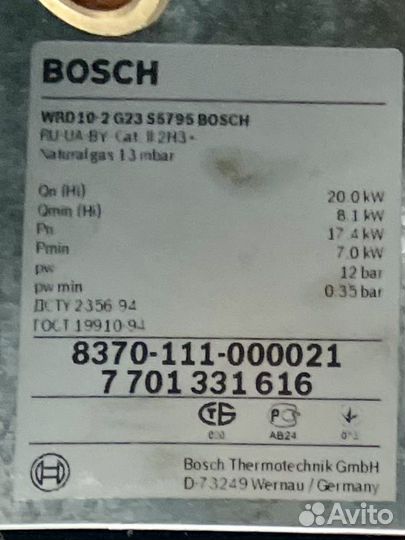 BOSCH
WRD 10-2 G23 S5795 BOSCH
RU UA BY Cat. II 2H3+
Natural gas 13 mbar
Qn (Hi) 20.0 kW
Qmin (Hi) 8.1 kW
Pn 17.4 kW
Pmin 7.0 kW
pw 12 bar
pw min 0.35 bar
ДСТУ 2356-94
ГОСТ 19910-94
8370-111-000021
7 701 331 616
АВ24
Bosch Thermotechnik GmbH
D-73249 Wernau / Germany
Avito